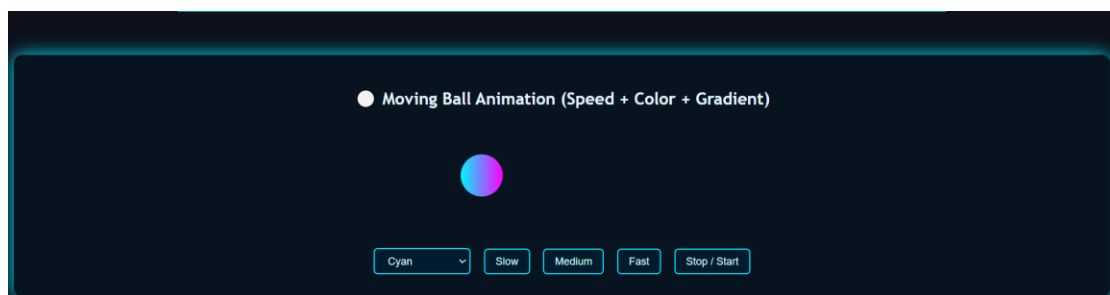 Moving Ball Animation (Speed + Color + Gradient)
Cyan Slow Medium Fast Stop / Start